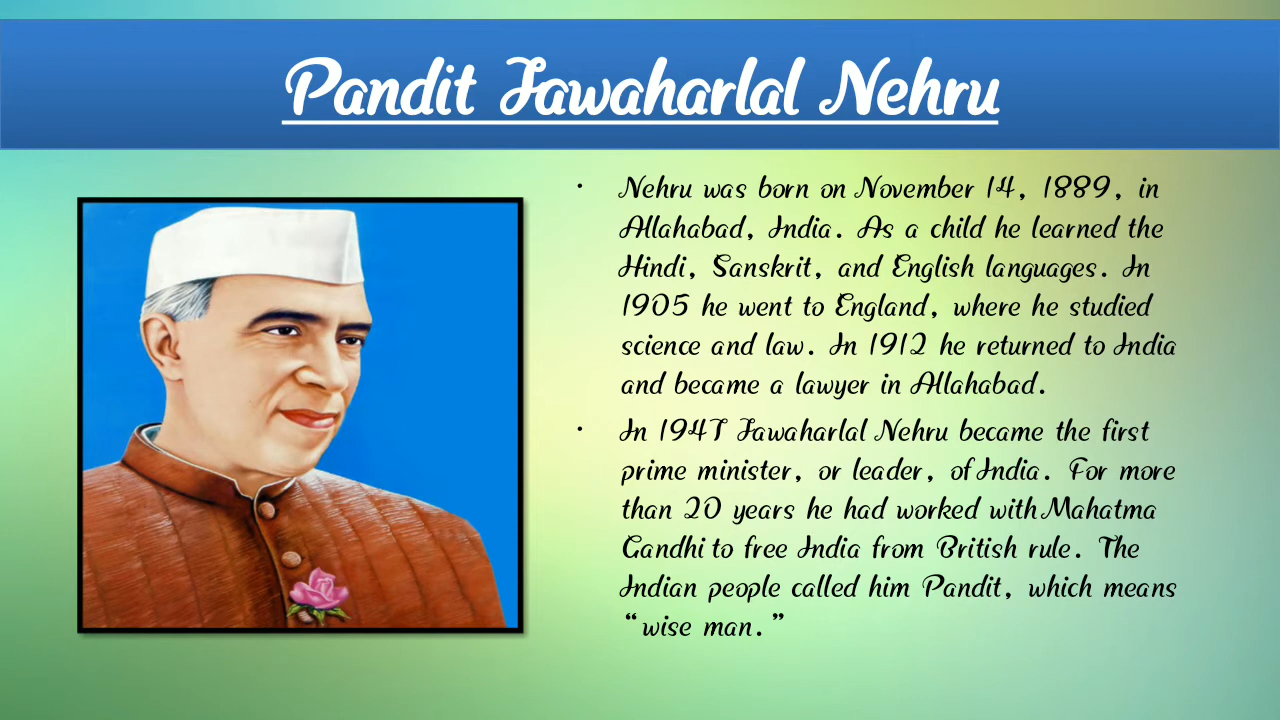 Pandit Jawaharlal Nehru
• Nehru was born on November 14, 1889, in
Allahabad, India. As a child he learned the
Hindi, Sanskrit, and English languages. In
1905 he went to England, where he studied
science and law. In 1912 he returned to India
and became a lawyer in Allahabad.
• In 1947 Jawaharlal Nehru became the first
prime minister, or leader, of India. For more
than 20 years he had worked with Mahatma
Gandhi to free India from British rule. The
Indian people called him Pandit, which means
“wise man.”